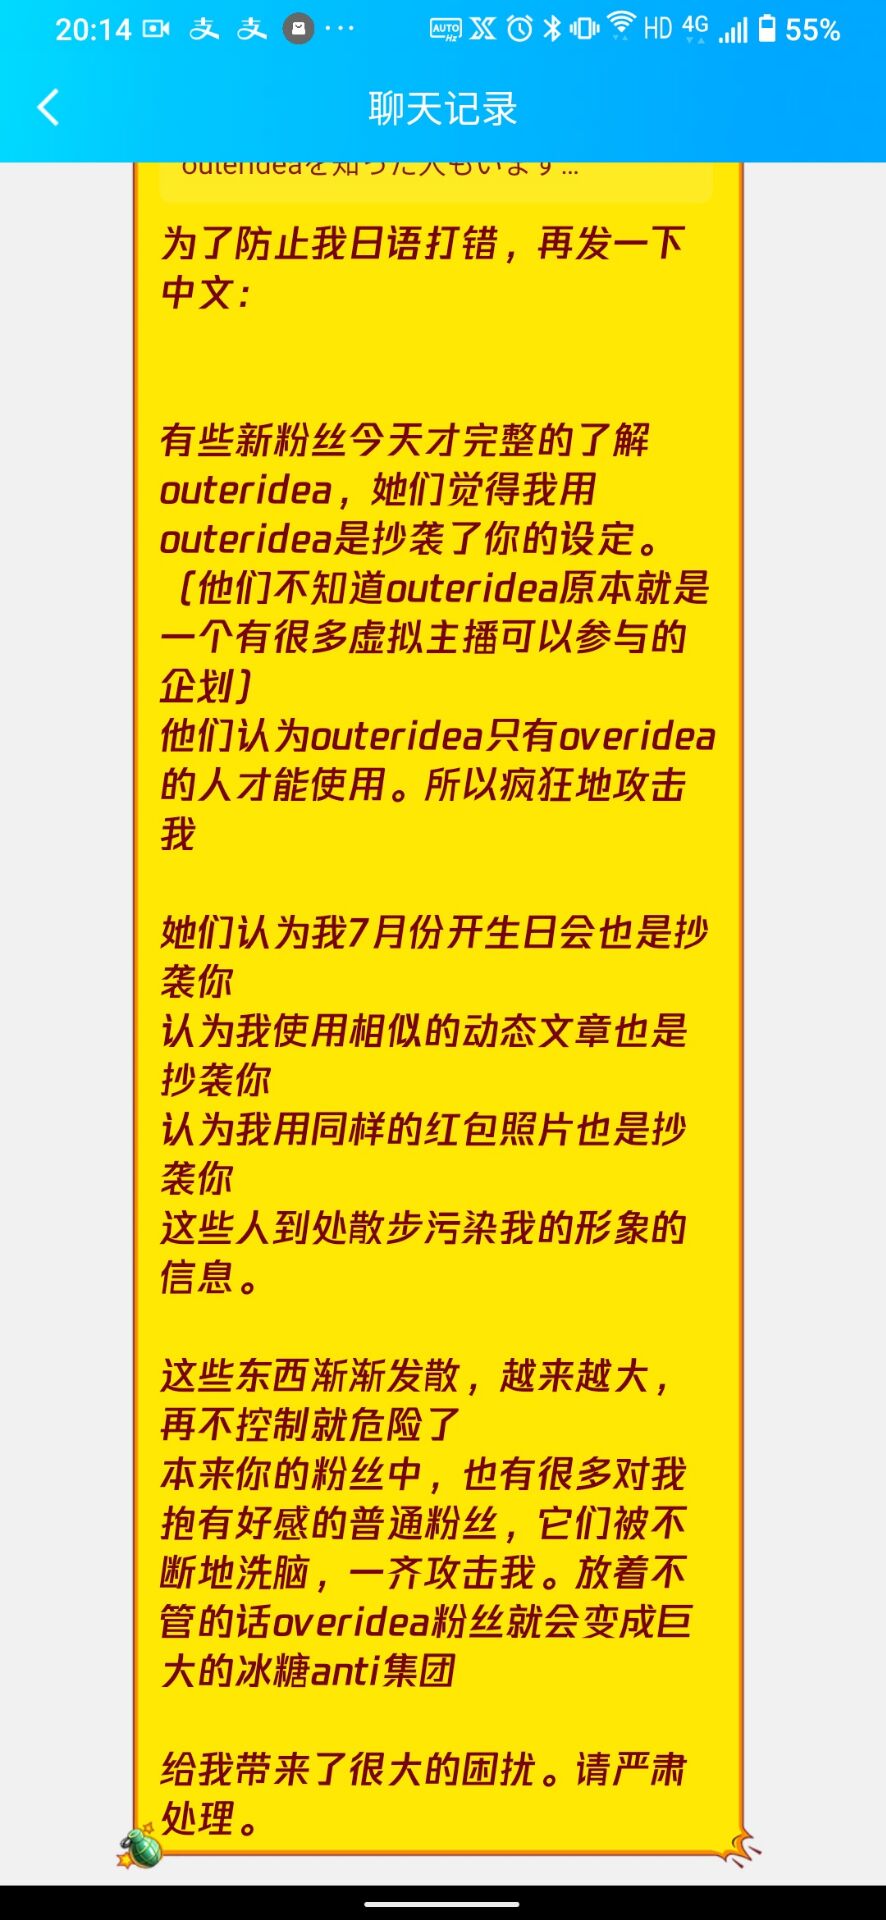 20:14 支 支 ... AUTO Hz HD 4G 55%
聊天记录
outerideaを知った人もいます...
为了防止我日语打错，再发一下
中文：
有些新粉丝今天才完整的了解
outeridea，她们觉得我用
outeridea是抄袭了你的设定。
（他们不知道outeridea原本就是
一个有很多虚拟主播可以参与的
企划）
他们认为outeridea只有overidea
的人才能使用。所以疯狂地攻击
我
她们认为我7月份开生日会也是抄
袭你
认为我使用相似的动态文章也是
抄袭你
认为我用同样的红包照片也是抄
袭你
这些人到处散步污染我的形象的
信息。
这些东西渐渐发散，越来越大，
再不控制就危险了
本来你的粉丝中，也有很多对我
抱有好感的普通粉丝，它们被不
断地洗脑，一齐攻击我。放着不
管的话overidea粉丝就会变成巨
大的冰糖anti集团
给我带来了很大的困扰。请严肃
处理。